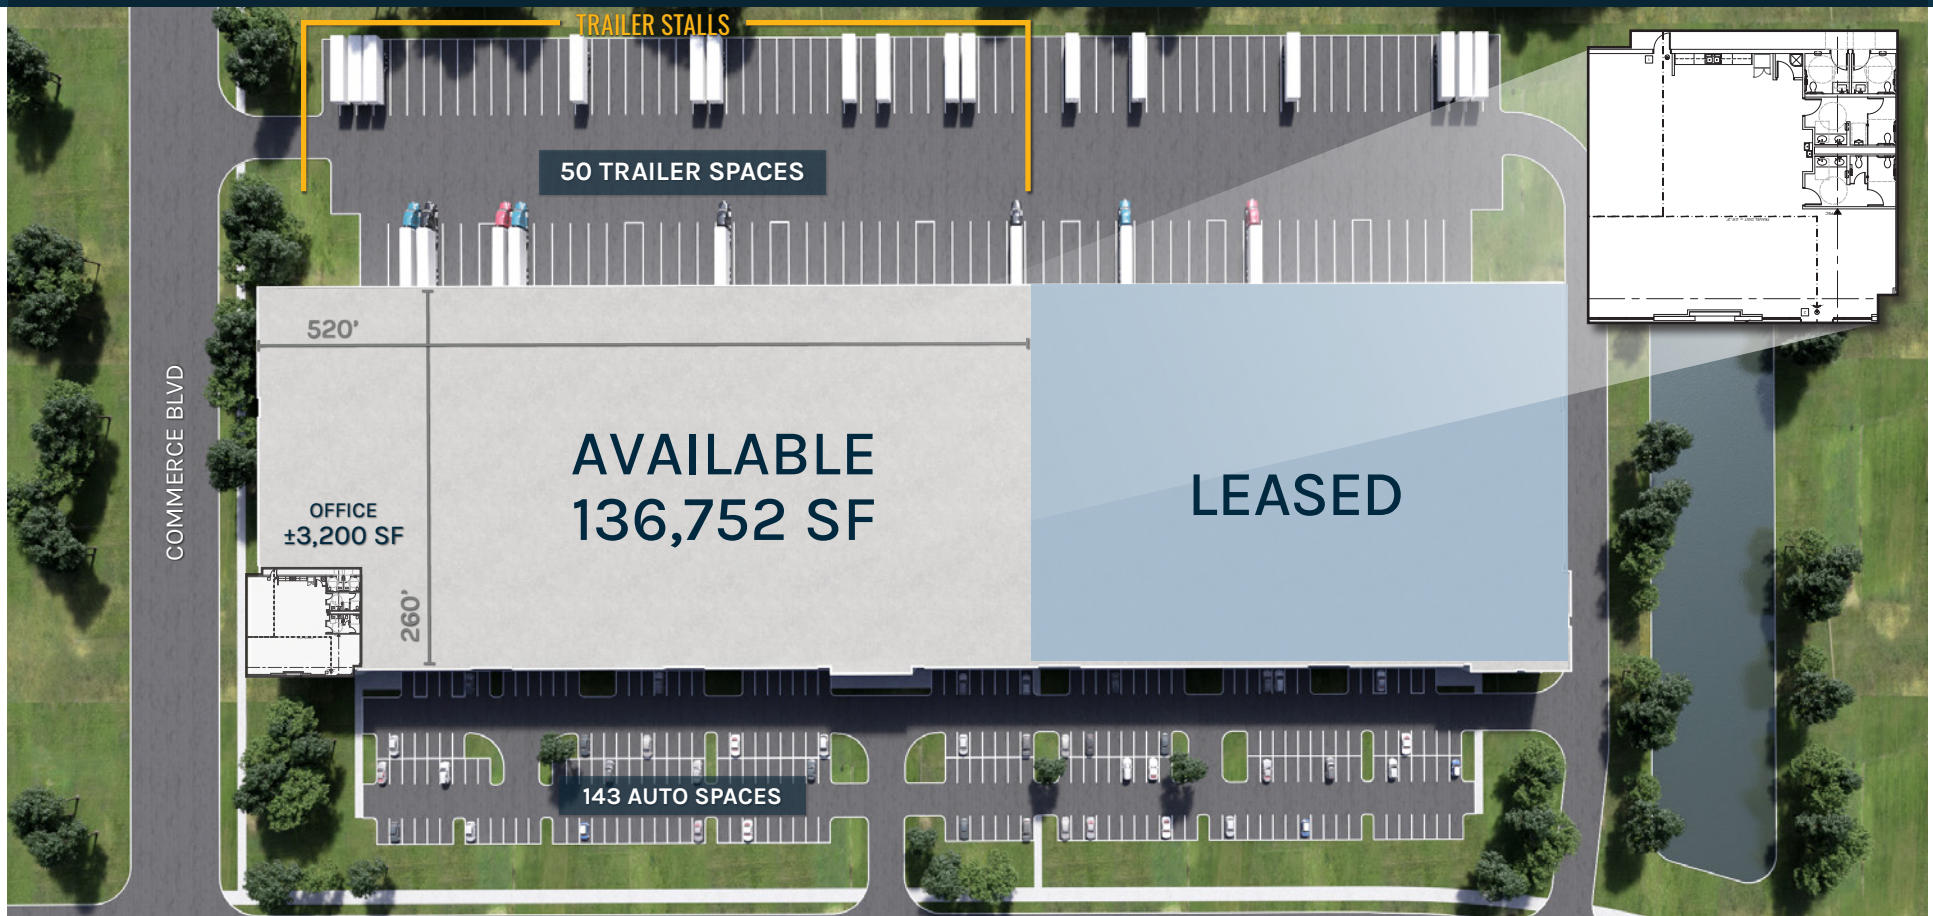 TRAILER STALLS
50 TRAILER SPACES
520’
COMMERCE BLVD
AVAILABLE
136,752 SF
LEASED
OFFICE
±3,200 SF
260’
143 AUTO SPACES